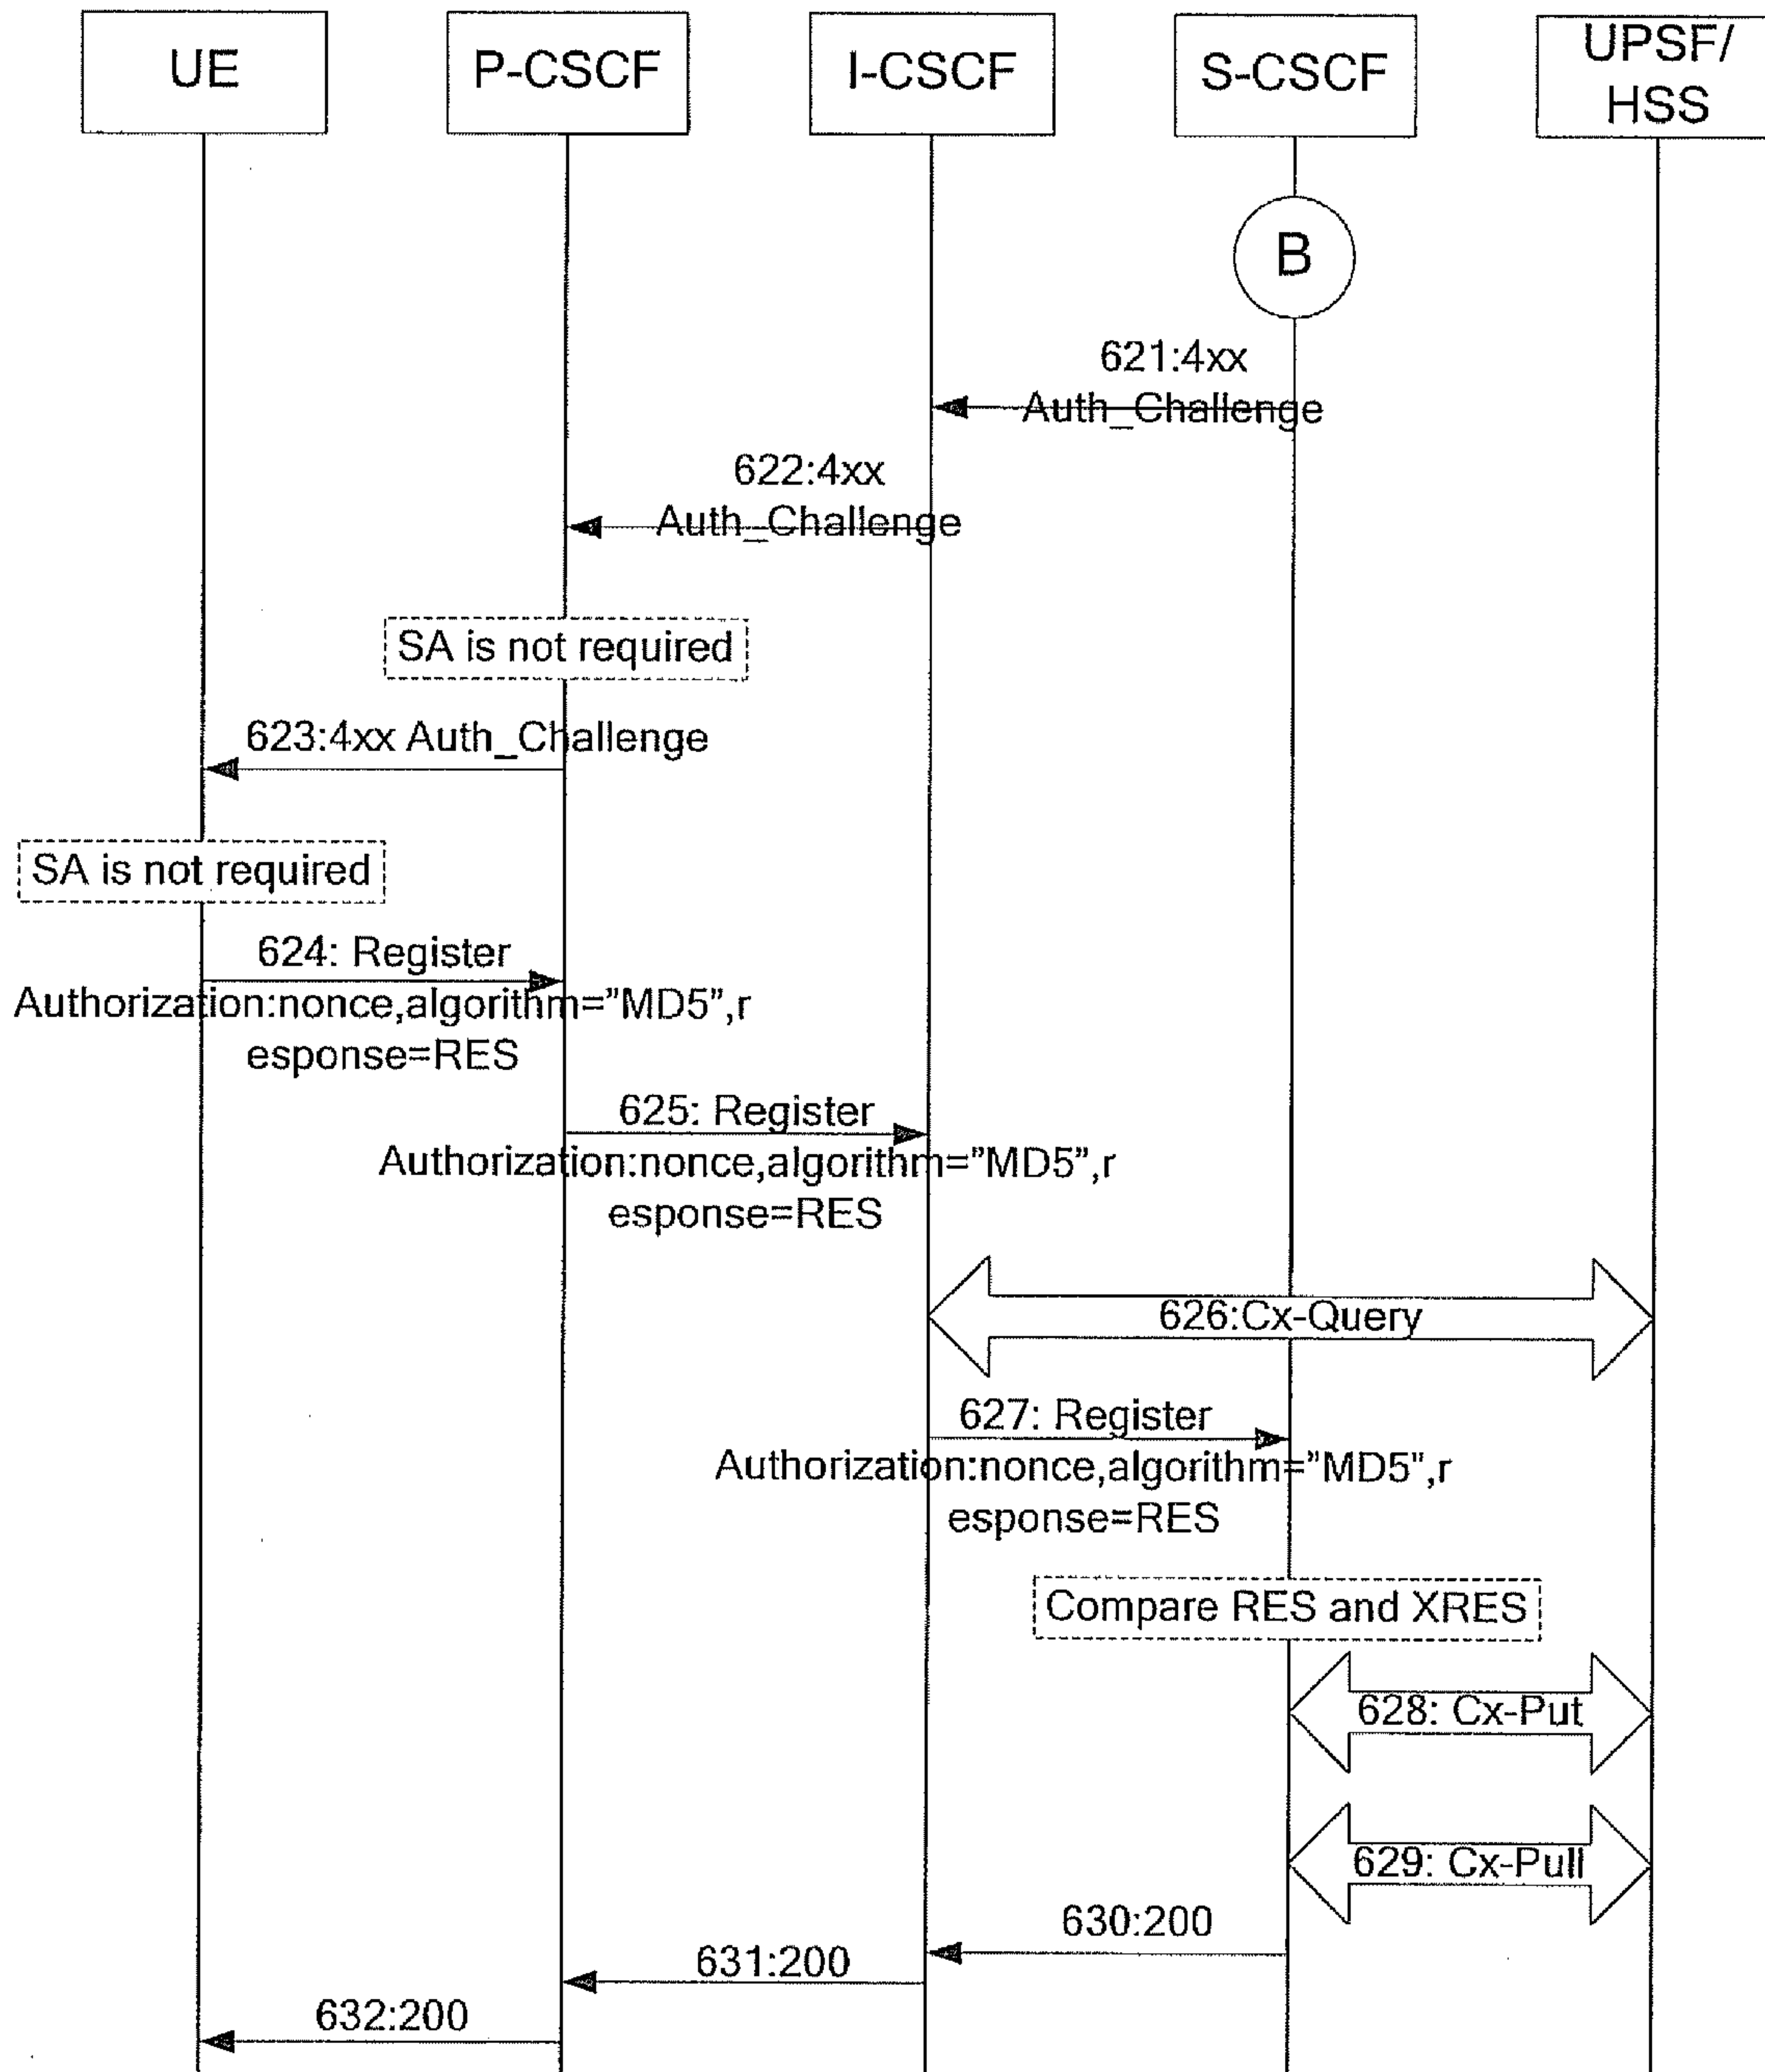 UE
P-CSCF
I-CSCF
S-CSCF
UPSF/
HSS
B
621:4xx
Auth_Challenge
622:4xx
Auth_Challenge
SA is not required
623:4xx Auth_Challenge
SA is not required
624: Register
Authorization:nonce,algorithm="MD5",r
esponse=RES
625: Register
Authorization:nonce,algorithm="MD5",r
esponse=RES
626:Cx-Query
627: Register
Authorization:nonce,algorithm="MD5",r
esponse=RES
Compare RES and XRES
628: Cx-Put
629: Cx-Pull
630:200
631:200
632:200